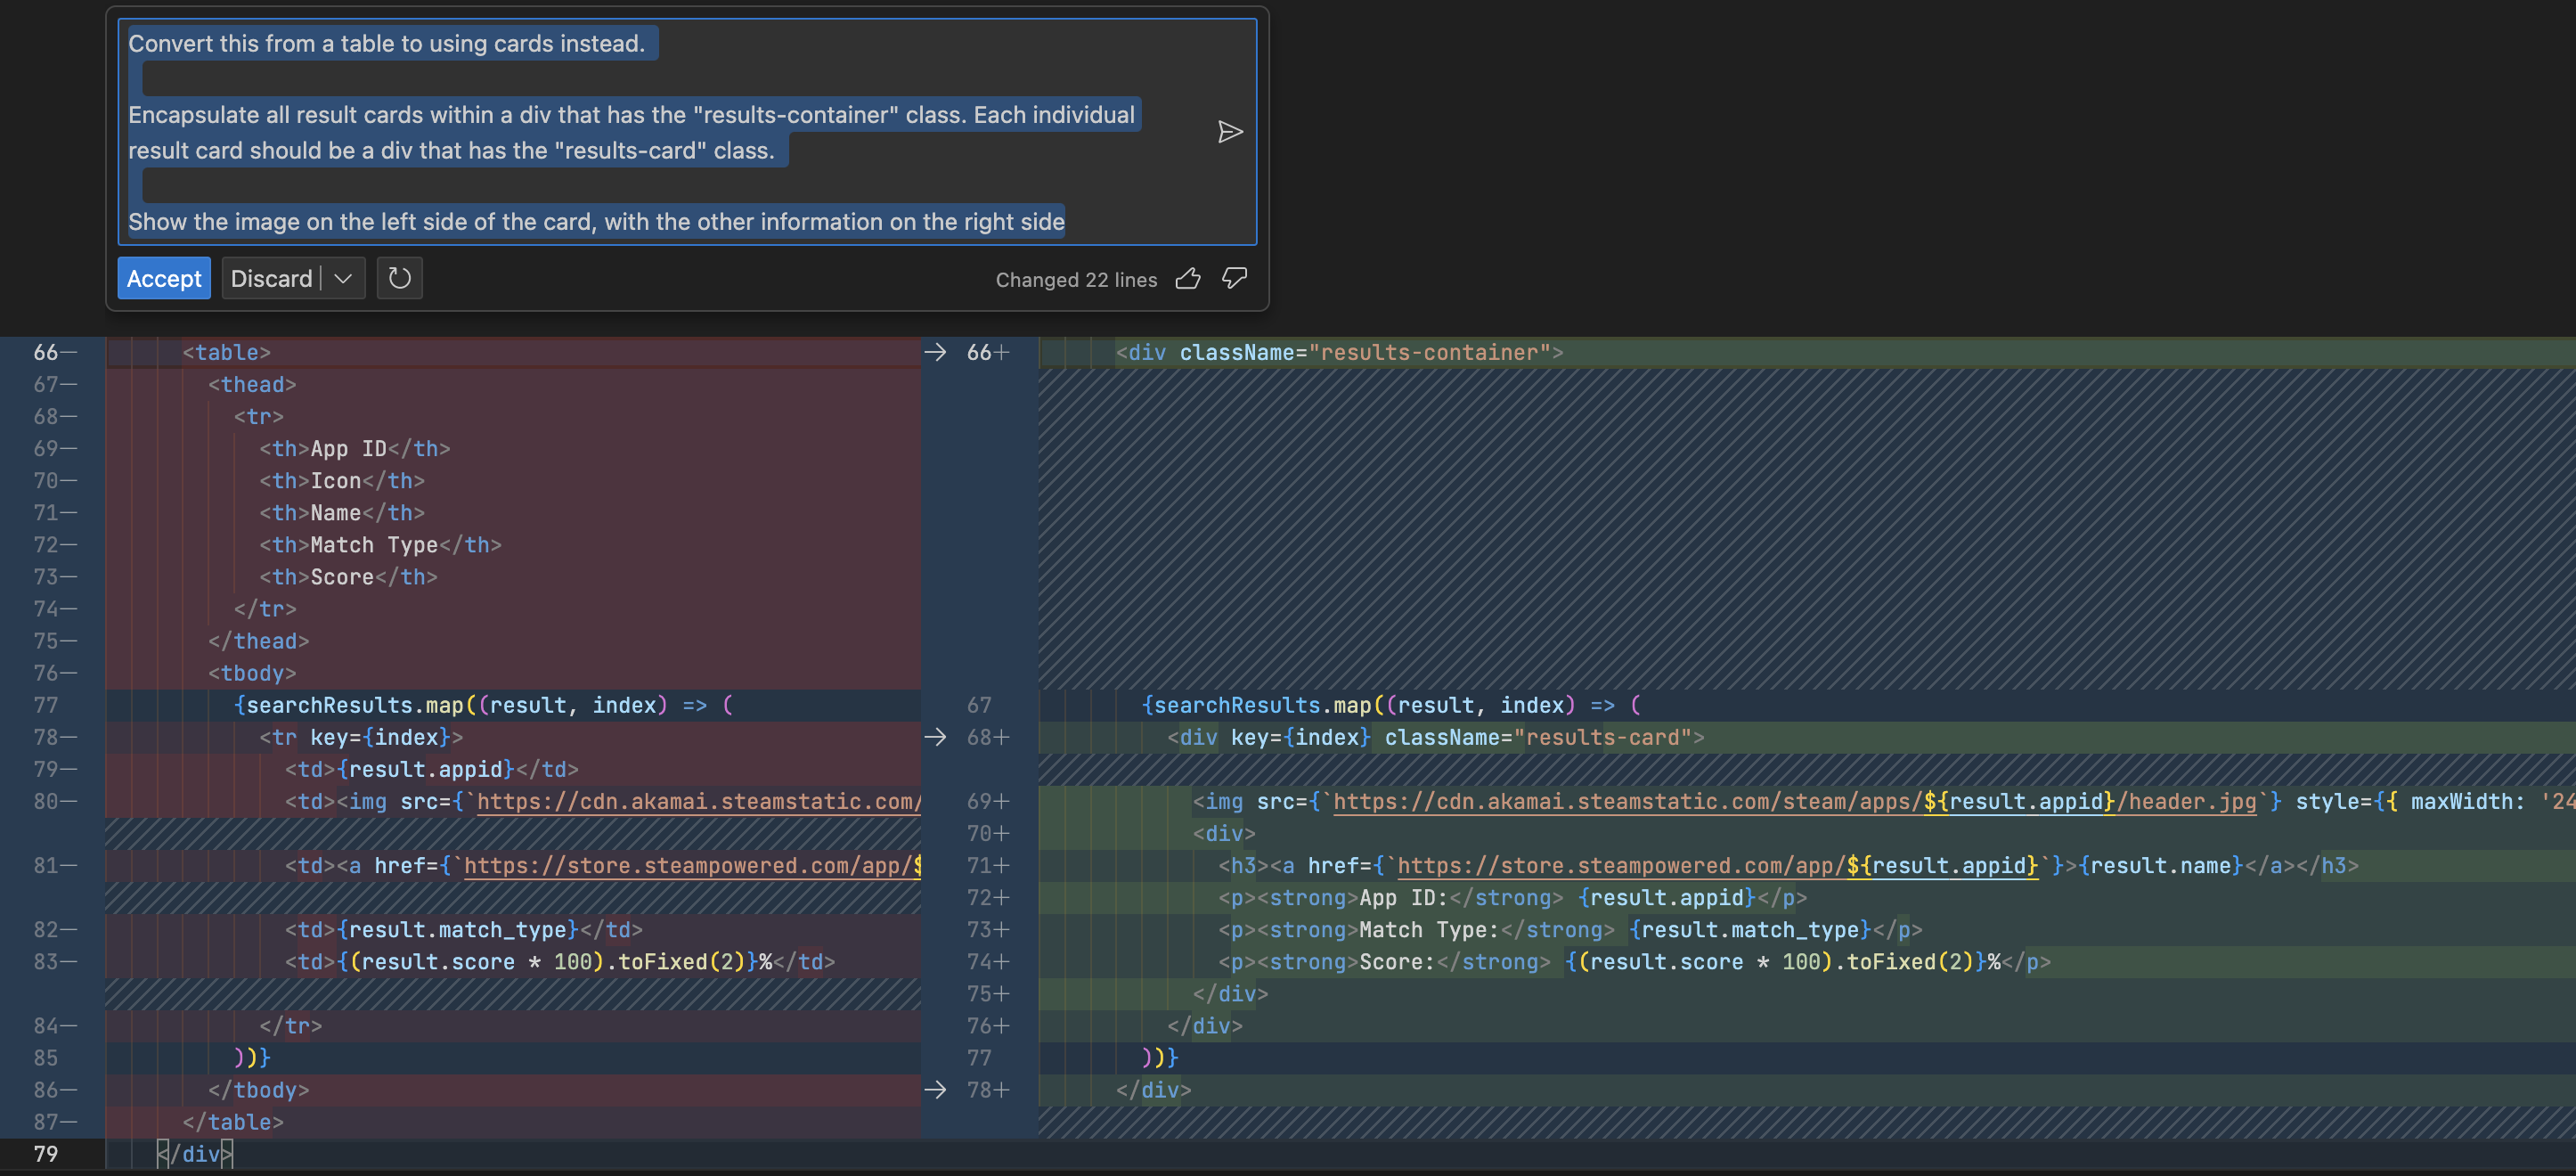 Convert this from a table to using cards instead.
Encapsulate all result cards within a div that has the "results-container" class. Each individual
result card should be a div that has the "results-card" class.
Show the image on the left side of the card, with the other information on the right side
Accept Discard Changed 22 lines
66— <table> → 66+ <div className="results-container">
67— <thead>
68— <tr>
69— <th>App ID</th>
70— <th>Icon</th>
71— <th>Name</th>
72— <th>Match Type</th>
73— <th>Score</th>
74— </tr>
75— </thead>
76— <tbody>
77 {searchResults.map((result, index) => ( 67 {searchResults.map((result, index) => (
78— <tr key={index}> → 68+ <div key={index} className="results-card">
79— <td>{result.appid}</td>
80— <td><img src={`https://cdn.akamai.steamstatic.com/ 69+ <img src={`https://cdn.akamai.steamstatic.com/steam/apps/${result.appid}/header.jpg`} style={{ maxWidth: '24
70+ <div>
81— <td><a href={`https://store.steampowered.com/app/$ 71+ <h3><a href={`https://store.steampowered.com/app/${result.appid}`}>{result.name}</a></h3>
72+ <p><strong>App ID:</strong> {result.appid}</p>
82— <td>{result.match_type}</td> 73+ <p><strong>Match Type:</strong> {result.match_type}</p>
83— <td>{(result.score * 100).toFixed(2)}%</td> 74+ <p><strong>Score:</strong> {(result.score * 100).toFixed(2)}%</p>
75+ </div>
84— </tr> 76+ </div>
85 ))} 77 ))}
86— </tbody> → 78+ </div>
87— </table>
79 </div>